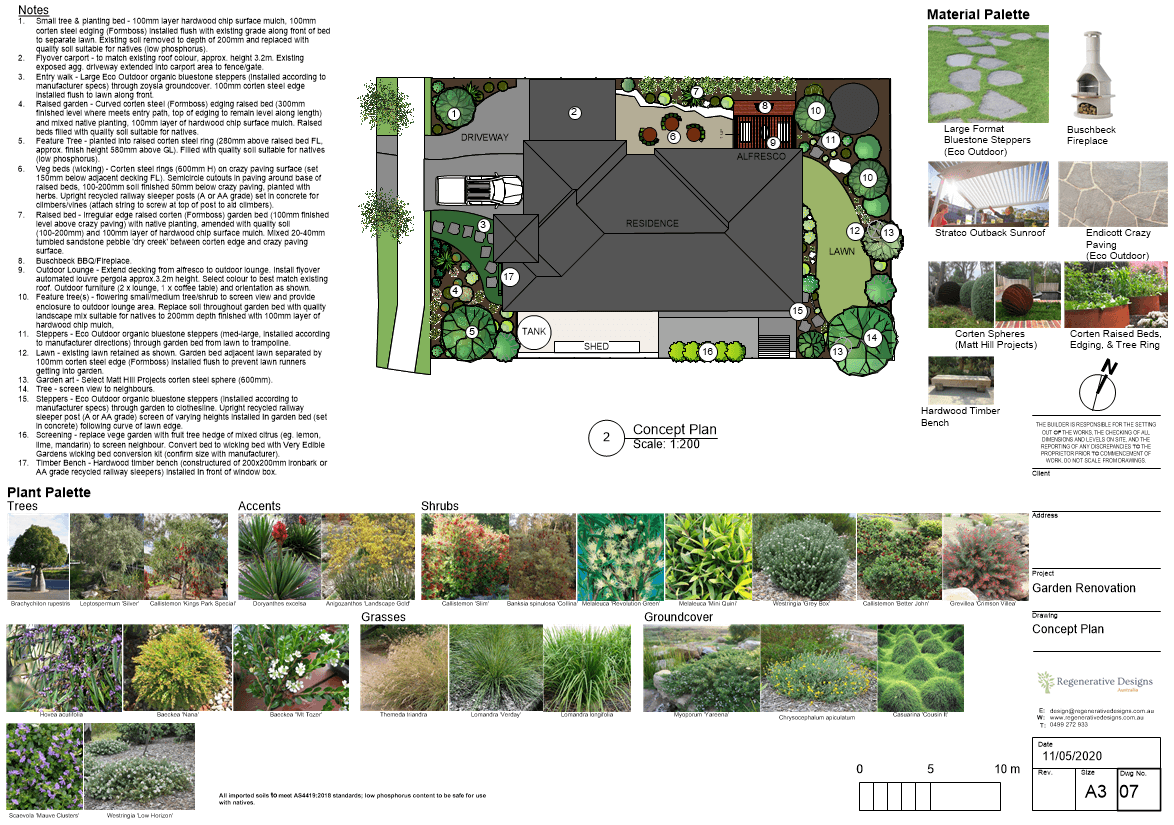 Notes
1. Small tree & planting bed - 100mm layer hardwood chip surface mulch, 100mm
corten steel edging (Formboss) installed flush with existing grade along front of bed
to separate lawn. Existing soil removed to depth of 200mm and replaced with
quality soil suitable for natives (low phosphorus).
2. Flyover carport - to match existing roof colour, approx. height 3.2m. Existing
exposed agg. driveway extended into carport area to fence/gate.
3. Entry walk - Large Eco Outdoor organic bluestone steppers (installed according to
manufacturer specs) through zoysia groundcover. 100mm corten steel edge
installed flush to lawn along front.
4. Raised garden - Curved corten steel (Formboss) edging raised bed (300mm
finished level where meets entry path, top of edging to remain level along length)
and mixed native planting, 100mm layer of hardwood chip surface mulch. Raised
beds filled with quality soil suitable for natives.
5. Feature Tree - planted into raised corten steel ring (280mm above raised bed FL,
approx. finish height 580mm above GL). Filled with quality soil suitable for natives
(low phosphorus).
6. Veg beds (wicking) - Corten steel rings (600mm H) on crazy paving surface (set
150mm below adjacent decking FL). Semicircle cutouts in paving around base of
raised beds, 100-200mm soil finished 50mm below crazy paving, planted with
herbs. Upright recycled railway sleeper posts (A or AA grade) set in concrete for
climbers/vines (attach string to screw at top of post to aid climbers).
7. Raised bed - Irregular edge raised corten (Formboss) garden bed (100mm finished
level above crazy paving) with native planting, amended with quality soil
(100-200mm) and 100mm layer of hardwood chip surface mulch. Mixed 20-40mm
tumbled sandstone pebble 'dry creek' between corten edge and crazy paving
surface.
8. Buschbeck BBQ/Fireplace.
9. Outdoor Lounge - Extend decking from alfresco to outdoor lounge. Install flyover
automated louvre pergola approx.3.2m height. Select colour to best match existing
roof. Outdoor furniture (2 x lounge, 1 x coffee table) and orientation as shown.
10. Feature tree(s) - flowering small/medium tree/shrub to screen view and provide
enclosure to outdoor lounge area. Replace soil throughout garden bed with quality
landscape mix suitable for natives to 200mm depth finished with 100mm layer of
hardwood chip mulch,
11. Steppers - Eco Outdoor organic bluestone steppers (med-large, installed according
to manufacturer directions) through garden bed from lawn to trampoline.
12. Lawn - existing lawn retained as shown. Garden bed adjacent lawn separated by
100mm corten steel edge (Formboss) installed flush to prevent lawn runners
getting into garden.
13. Garden art - Select Matt Hill Projects corten steel sphere (600mm).
14. Tree - screen view to neighbours.
15. Steppers - Eco Outdoor organic bluestone steppers (installed according to
manufacturer specs) through garden to clothesline. Upright recycled railway
sleeper post (A or AA grade) screen of varying heights installed in garden bed (set
in concrete) following curve of lawn edge.
16. Screening - replace vege garden with fruit tree hedge of mixed citrus (eg. lemon,
lime, mandarin) to screen neighbour. Convert bed to wicking bed with Very Edible
Gardens wicking bed conversion kit (confirm size with manufacturer).
17. Timber Bench - Hardwood timber bench (constructured of 200x200mm ironbark or
AA grade recycled railway sleepers) installed in front of window box.
1
2
7
8
10
DRIVEWAY
6
9
11
ALFRESCO
10
3
RESIDENCE
12
13
LAWN
17
4
15
5
TANK
SHED
16
13
14
2
Concept Plan
Scale: 1:200
Material Palette
Large Format
Bluestone Steppers
(Eco Outdoor)
Buschbeck
Fireplace
Stratco Outback Sunroof
Endicott Crazy
Paving
(Eco Outdoor)
Corten Spheres
(Matt Hill Projects)
Corten Raised Beds,
Edging, & Tree Ring
Hardwood Timber
Bench
N
THE BUILDER IS RESPONSIBLE FOR THE SETTING
OUT OF THE WORKS, THE CHECKING OF ALL
DIMENSIONS AND LEVELS ON SITE, AND THE
REPORTING OF ANY DISCREPANCIES TO THE
PROPRIETOR PRIOR TO COMMENCEMENT OF
WORK. DO NOT SCALE FROM DRAWINGS.
Client
Address
Project
Garden Renovation
Drawing
Concept Plan
Regenerative Designs
Australia
E: design@regenerativedesigns.com.au
W: www.regenerativedesigns.com.au
T: 0499 272 933
Date
11/05/2020
Rev.
Size
A3
Dwg No.
07
Plant Palette
Trees
Accents
Shrubs
Brachychiton rupestris
Leptospermum 'Silver'
Callistemon 'Kings Park Special'
Doryanthes excelsa
Anigozanthos 'Landscape Gold'
Callistemon 'Slim'
Banksia spinulosa 'Collina'
Melaleuca 'Revolution Green'
Melaleuca 'Mini Quini'
Westringia 'Grey Box'
Callistemon 'Better John'
Grevillea 'Crimson Villea'
Grasses
Groundcover
Hovea acutifolia
Baeckea 'Nana'
Baeckea 'Mt Tozer'
Themeda triandra
Lomandra 'Verday'
Lomandra longifolia
Myoporum 'Yareena'
Chrysocephalum apiculatum
Casuarina 'Cousin It'
Scaevola 'Mauve Clusters'
Westringia 'Low Horizon'
All imported soils to meet AS4419:2018 standards; low phosphorus content to be safe for use
with natives.
0 5 10 m